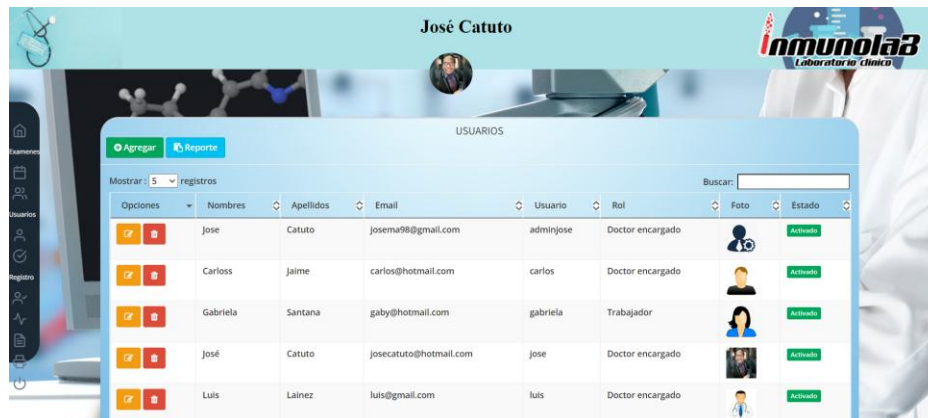 José Catuto
inmunolab
Laboratorio clínico
Examenes
Usuarios
Registro
USUARIOS
Agregar Reporte
Mostrar : 5 registros Buscar:
Opciones Nombres Apellidos Email Usuario Rol Foto Estado
Jose Catuto josema98@gmail.com adminjose Doctor encargado Activado
Carloss Jaime carlos@hotmail.com carlos Doctor encargado Activado
Gabriela Santana gaby@hotmail.com gabriela Trabajador Activado
José Catuto josecatuto@hotmail.com jose Doctor encargado Activado
Luis Lainez luis@gmail.com luis Doctor encargado Activado